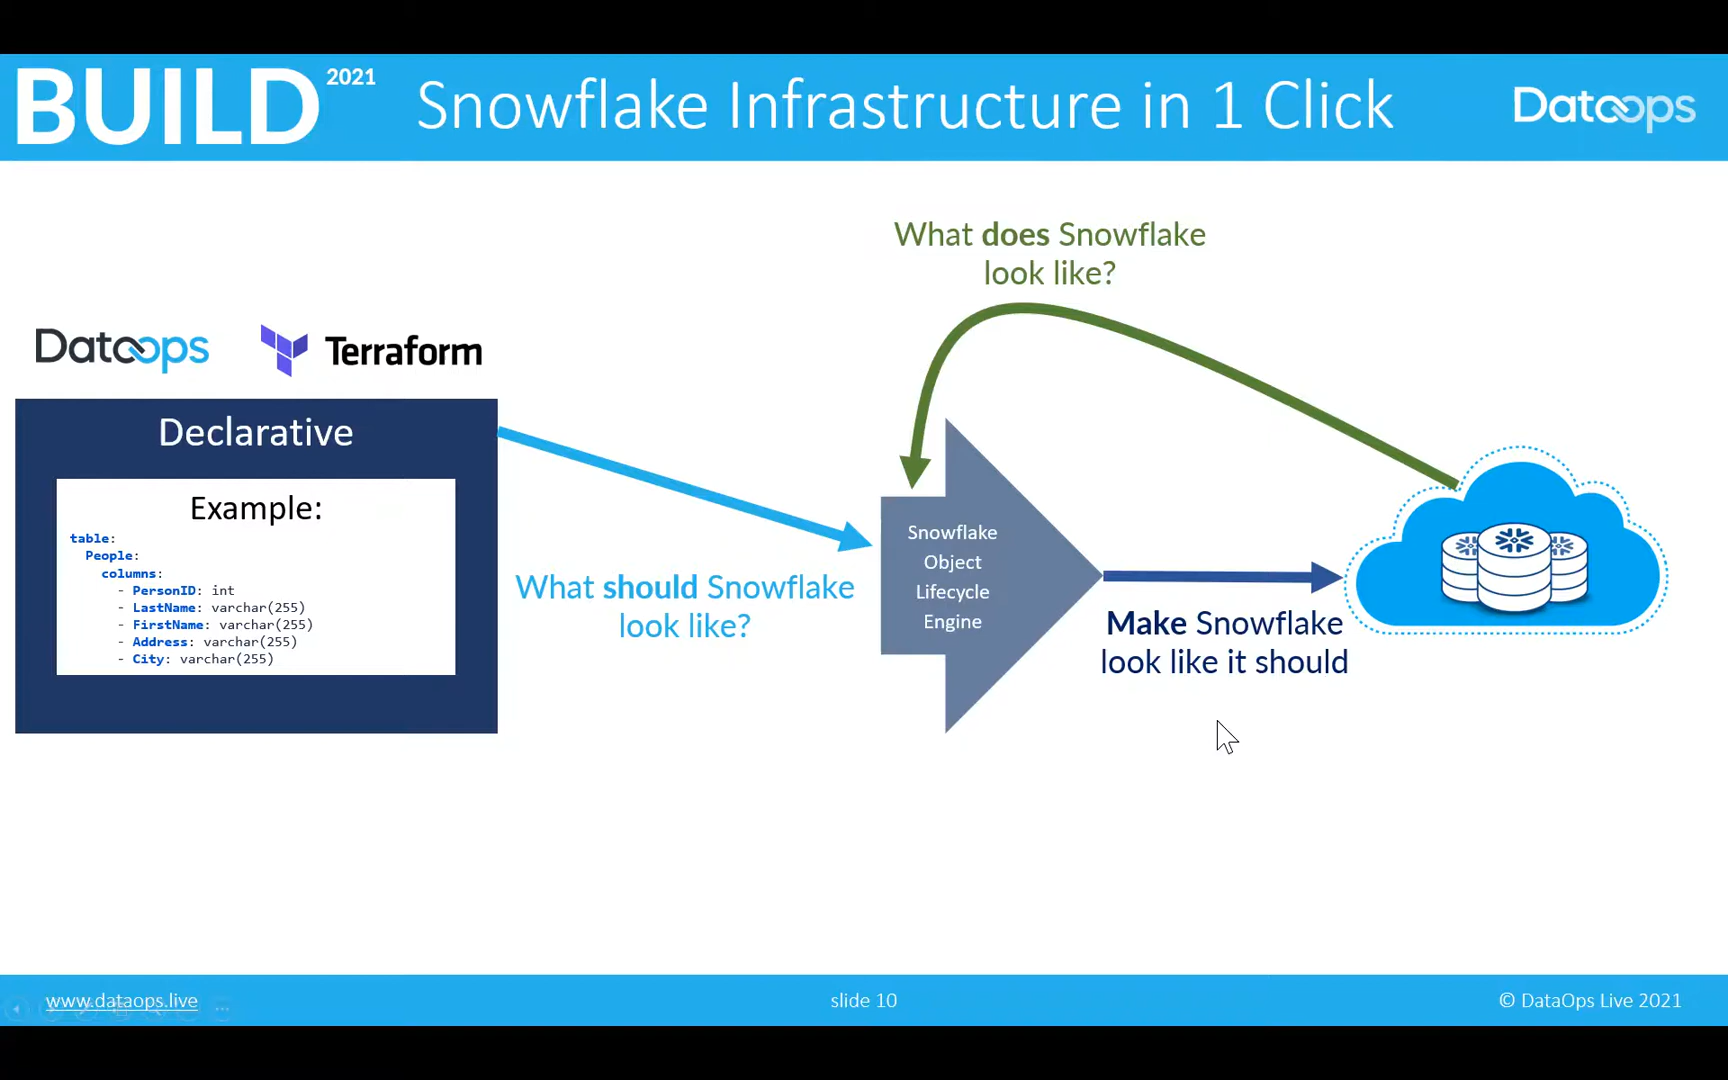 BUILD 2021
Snowflake Infrastructure in 1 Click
Dataops
What does Snowflake
look like?
Dataops
Terraform
Declarative
Example:
table:
People:
columns:
- PersonID: int
- LastName: varchar(255)
- FirstName: varchar(255)
- Address: varchar(255)
- City: varchar(255)
What should Snowflake
look like?
Snowflake
Object
Lifecycle
Engine
Make Snowflake
look like it should
www.dataops.live
slide 10
© DataOps Live 2021